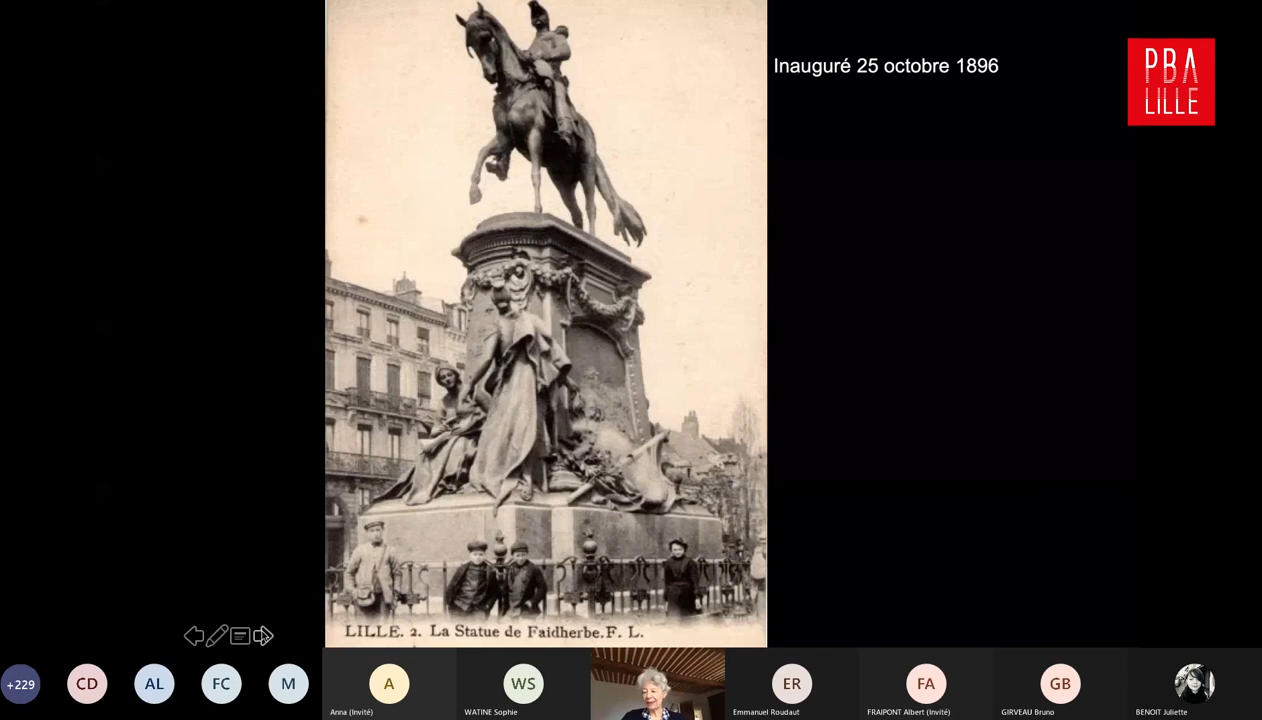 Inauguré 25 octobre 1896
PBA
LILLE
LILLE. 2. La Statue de Faidherbe. F. L.
+229
CD
AL
FC
M
A
WS
ER
FA
GB
Anna (Invité)
WATINE Sophie
Emmanuel Roudaut
FRAIPONT Albert (Invité)
GIRVEAU Bruno
BENOIT Juliette